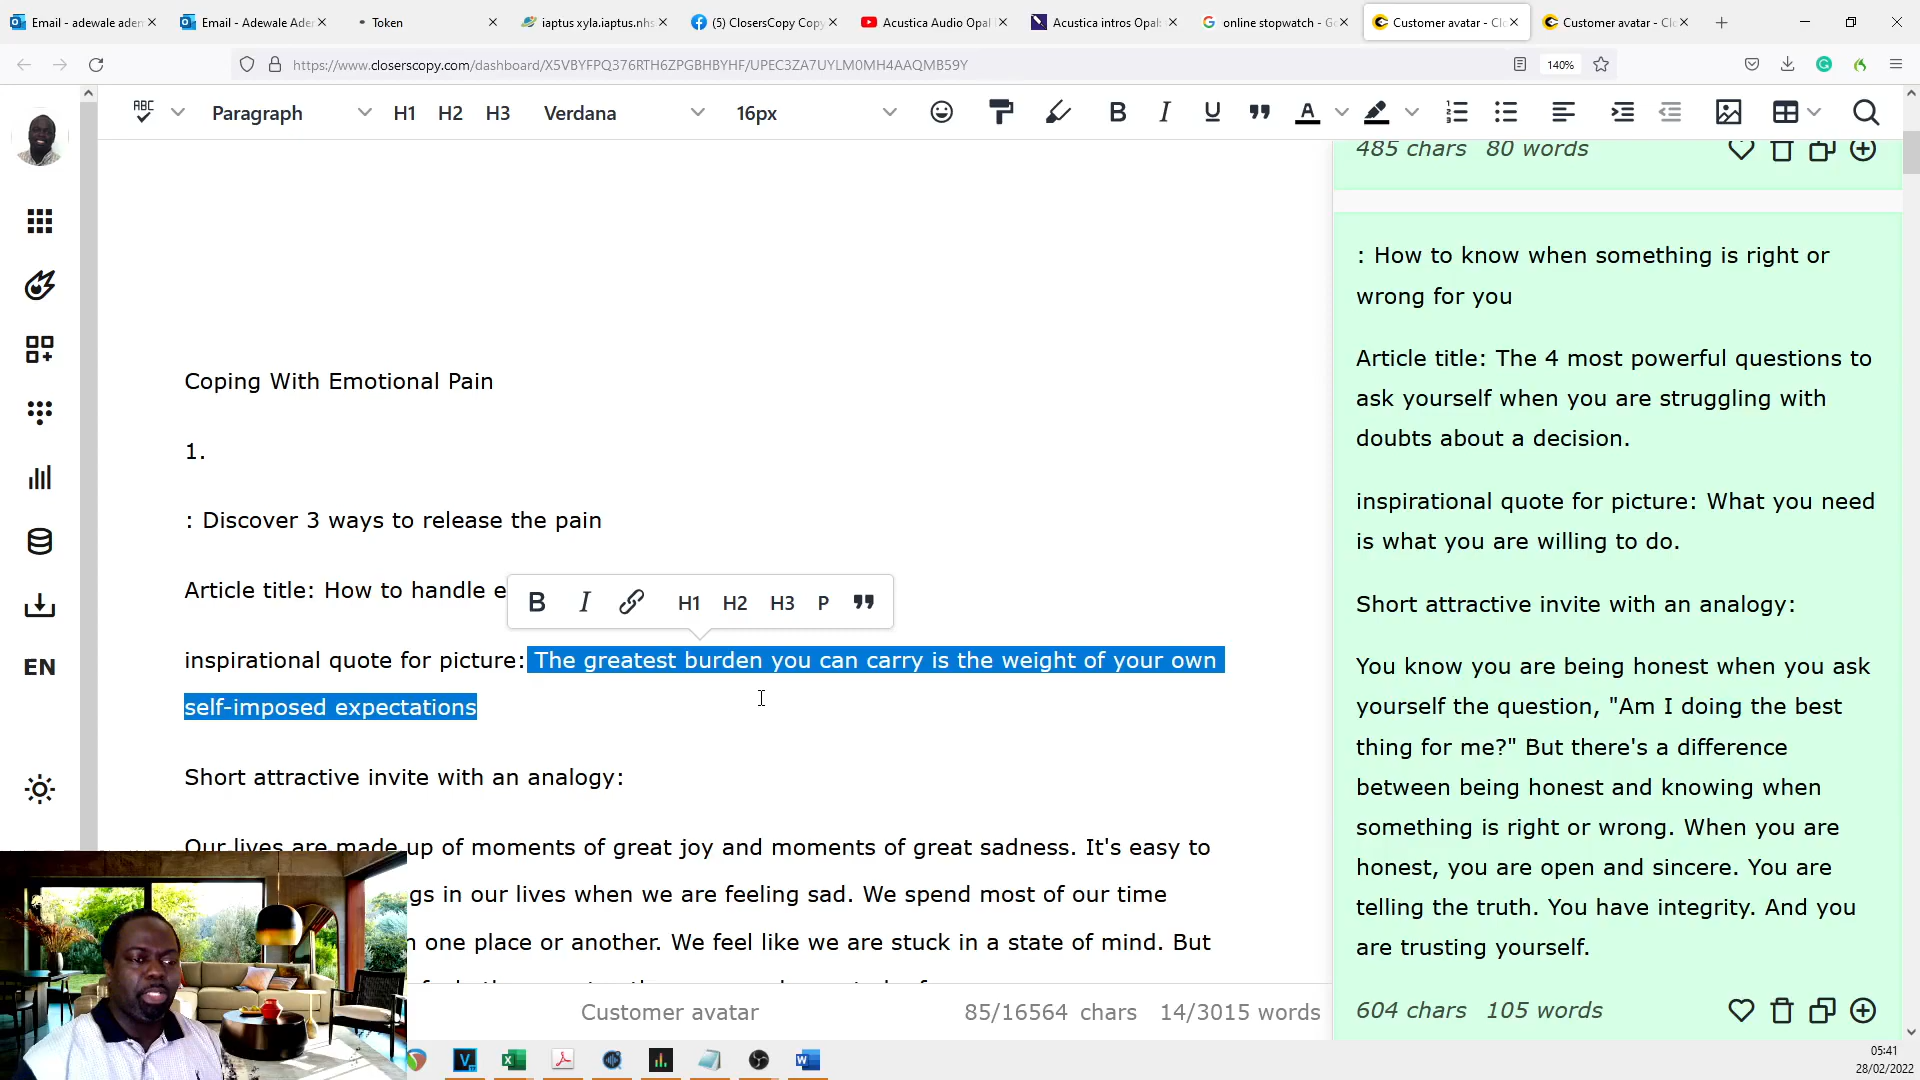 Email - adewale ader
Email - Adewale Ader
Token
iaptus xyla.iaptus.nhs
(5) ClosersCopy Copy
Acustica Audio Opal
Acustica intros Opal:
online stopwatch - Go
Customer avatar - Clo
Customer avatar - Clo
https://www.closerscopy.com/dashboard/X5VBYFPQ376RTH6ZPGBHBYHF/UPEC3ZA7UYLM0MH4AAQMB59Y
140%
ABC
Paragraph
H1
H2
H3
Verdana
16px
B
I
U
A
EN
Coping With Emotional Pain
1.
: Discover 3 ways to release the pain
Article title: How to handle e
B
I
H1
H2
H3
P
inspirational quote for picture: The greatest burden you can carry is the weight of your own
self-imposed expectations
Short attractive invite with an analogy:
Our lives are made up of moments of great joy and moments of great sadness. It's easy to
gs in our lives when we are feeling sad. We spend most of our time
one place or another. We feel like we are stuck in a state of mind. But
Customer avatar
85/16564 chars
14/3015 words
485 chars
80 words
: How to know when something is right or
wrong for you
Article title: The 4 most powerful questions to
ask yourself when you are struggling with
doubts about a decision.
inspirational quote for picture: What you need
is what you are willing to do.
Short attractive invite with an analogy:
You know you are being honest when you ask
yourself the question, "Am I doing the best
thing for me?" But there's a difference
between being honest and knowing when
something is right or wrong. When you are
honest, you are open and sincere. You are
telling the truth. You have integrity. And you
are trusting yourself.
604 chars
105 words
05:41
28/02/2022